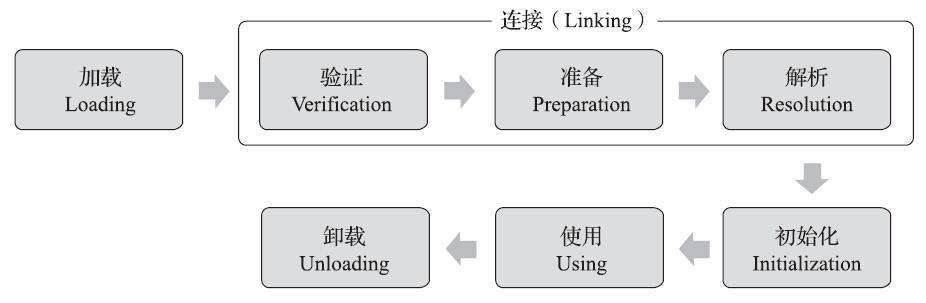 连接（Linking）
加载
Loading
验证
Verification
准备
Preparation
解析
Resolution
卸载
Unloading
使用
Using
初始化
Initialization